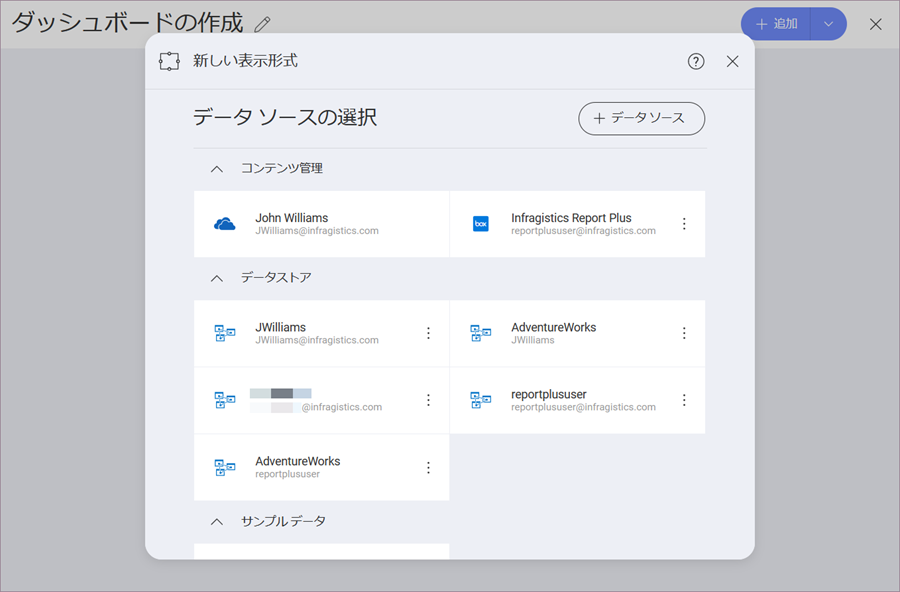 ダッシュボードの作成
追加
新しい表示形式
データ ソースの選択
データ ソース
コンテンツ管理
John Williams
JWilliams@infragistics.com
box
Infragistics Report Plus
reportplususer@infragistics.com
データストア
JWilliams
JWilliams@infragistics.com
AdventureWorks
JWilliams
@infragistics.com
reportplususer
reportplususer@infragistics.com
AdventureWorks
reportplususer
サンプル データ